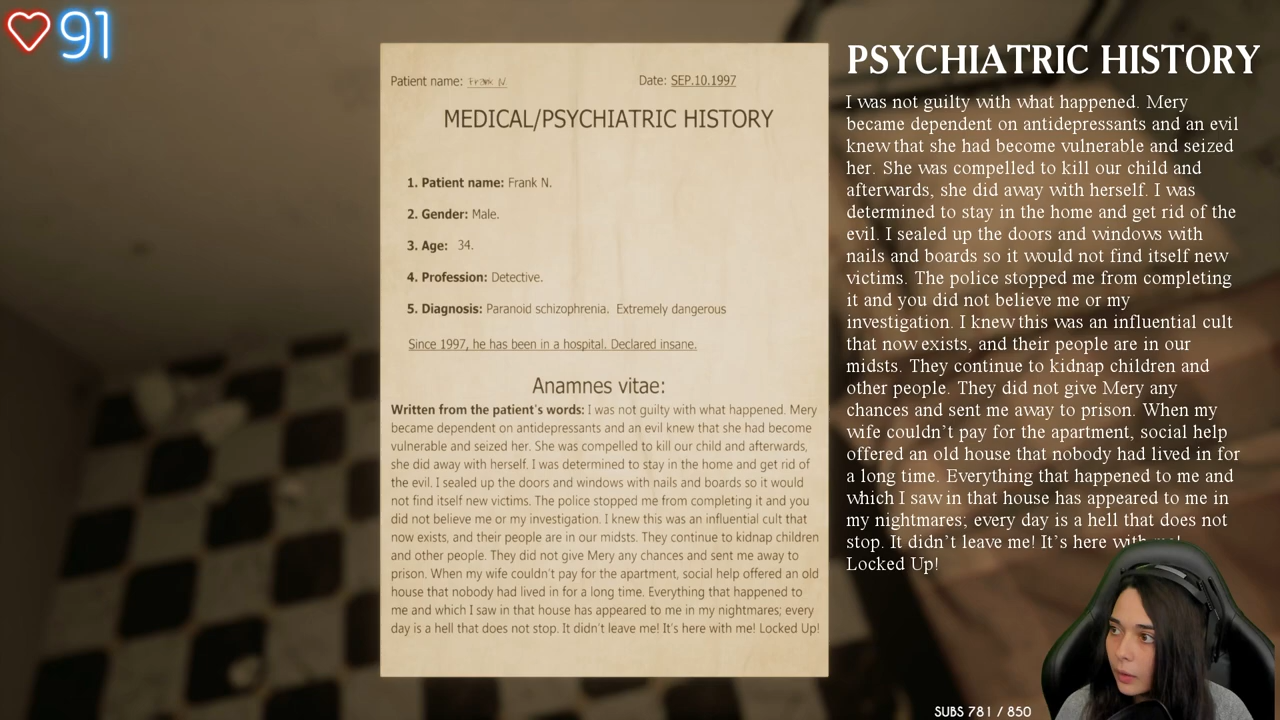 91
Patient name: Frank N.
Date: SEP.10.1997
MEDICAL/PSYCHIATRIC HISTORY
1. Patient name: Frank N.
2. Gender: Male.
3. Age: 34.
4. Profession: Detective.
5. Diagnosis: Paranoid schizophrenia. Extremely dangerous
Since 1997, he has been in a hospital. Declared insane.
Anamnes vitae:
Written from the patient's words: I was not guilty with what happened. Mery
became dependent on antidepressants and an evil knew that she had become
vulnerable and seized her. She was compelled to kill our child and afterwards,
she did away with herself. I was determined to stay in the home and get rid of
the evil. I sealed up the doors and windows with nails and boards so it would
not find itself new victims. The police stopped me from completing it and you
did not believe me or my investigation. I knew this was an influential cult that
now exists, and their people are in our midsts. They continue to kidnap children
and other people. They did not give Mery any chances and sent me away to
prison. When my wife couldn't pay for the apartment, social help offered an old
house that nobody had lived in for a long time. Everything that happened to
me and which I saw in that house has appeared to me in my nightmares; every
day is a hell that does not stop. It didn't leave me! It's here with me! Locked Up!
PSYCHIATRIC HISTORY
I was not guilty with what happened. Mery
became dependent on antidepressants and an evil
knew that she had become vulnerable and seized
her. She was compelled to kill our child and
afterwards, she did away with herself. I was
determined to stay in the home and get rid of the
evil. I sealed up the doors and windows with
nails and boards so it would not find itself new
victims. The police stopped me from completing
it and you did not believe me or my
investigation. I knew this was an influential cult
that now exists, and their people are in our
midsts. They continue to kidnap children and
other people. They did not give Mery any
chances and sent me away to prison. When my
wife couldn’t pay for the apartment, social help
offered an old house that nobody had lived in for
a long time. Everything that happened to me and
which I saw in that house has appeared to me in
my nightmares; every day is a hell that does not
stop. It didn’t leave me! It’s here with me!
Locked Up!
SUBS 781 / 850